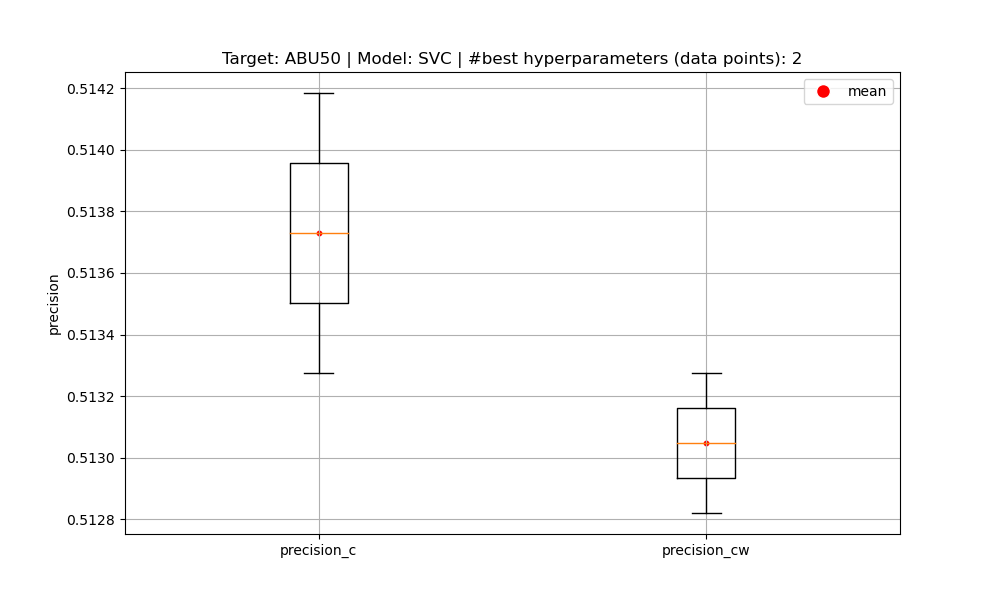 Target: ABU50 | Model: SVC | #best hyperparameters (data points): 2
mean
0.5142
0.5140
0.5138
0.5136
0.5134
0.5132
0.5130
0.5128
precision
precision_c
precision_cw